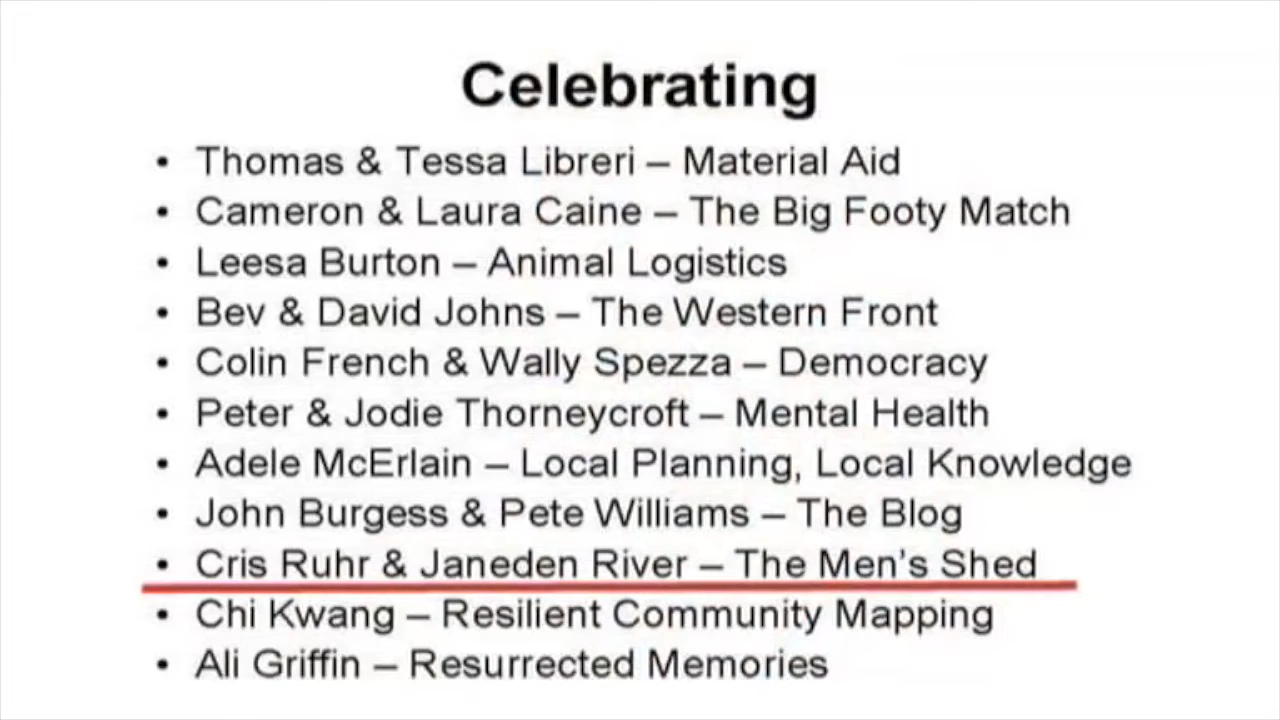 Celebrating
• Thomas & Tessa Libreri – Material Aid
• Cameron & Laura Caine – The Big Footy Match
• Leesa Burton – Animal Logistics
• Bev & David Johns – The Western Front
• Colin French & Wally Spezza – Democracy
• Peter & Jodie Thorneycroft – Mental Health
• Adele McErlain – Local Planning, Local Knowledge
• John Burgess & Pete Williams – The Blog
• Cris Ruhr & Janeden River – The Men's Shed
• Chi Kwang – Resilient Community Mapping
• Ali Griffin – Resurrected Memories